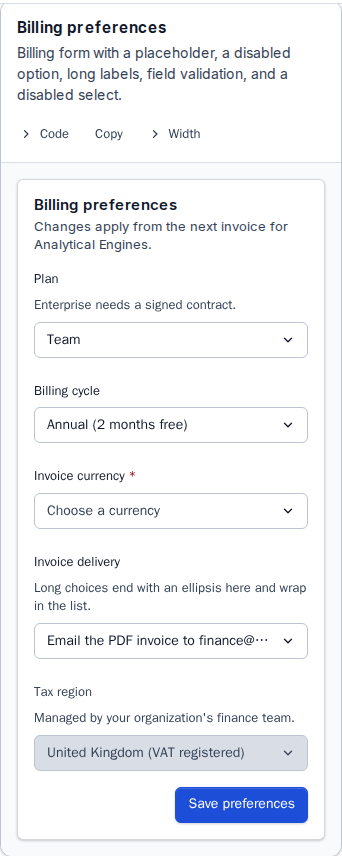 Billing preferences
Billing form with a placeholder, a disabled
option, long labels, field validation, and a
disabled select.
Code Copy Width
Billing preferences
Changes apply from the next invoice for
Analytical Engines.
Plan
Enterprise needs a signed contract.
Team
Billing cycle
Annual (2 months free)
Invoice currency *
Choose a currency
Invoice delivery
Long choices end with an ellipsis here and wrap
in the list.
Email the PDF invoice to finance@⋯
Tax region
Managed by your organization's finance team.
United Kingdom (VAT registered)
Save preferences